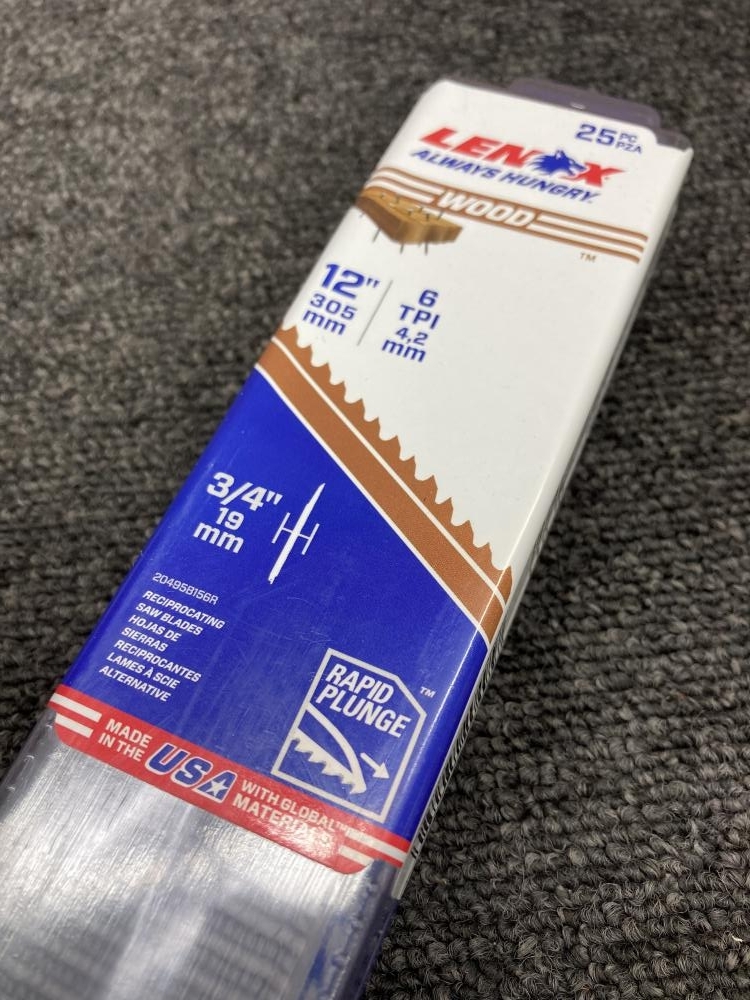 25 PC
PZA
LENOX
ALWAYS HUNGRY.
WOOD
TM
12"
305
mm
6
TPI
4,2
mm
3/4"
19
mm
20495B156R
RECIPROCATING
SAW BLADES
HOJAS DE
SIERRAS
RECIPROCANTES
LAMES À SCIE
ALTERNATIVE
RAPID
PLUNGE
TM
MADE
IN THE
USA
WITH GLOBAL™
MATERIALS